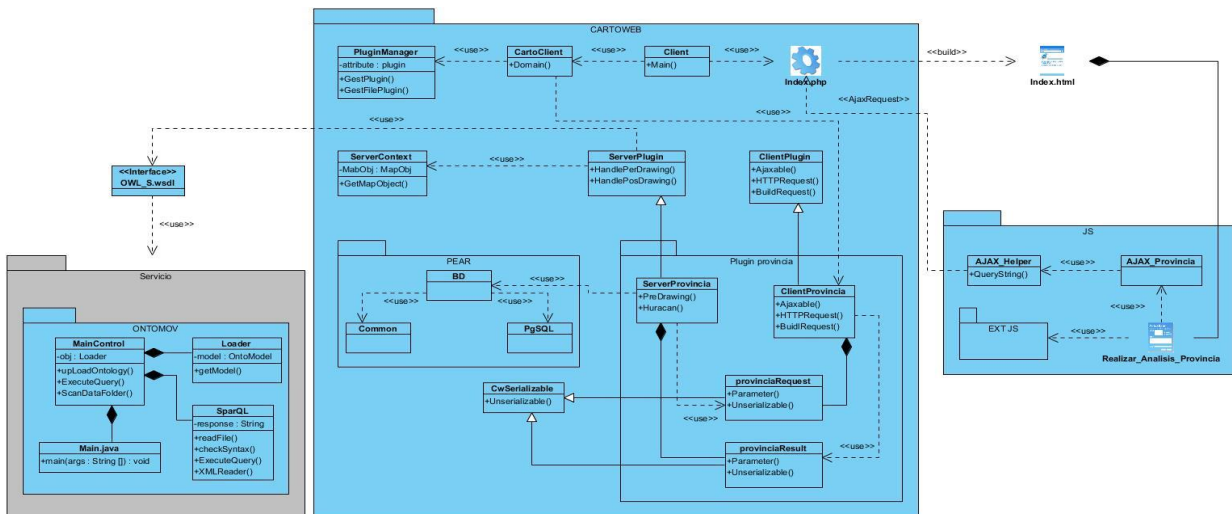 CARTOWEB
PluginManager
-attribute : plugin
+GestPlugin()
+GestFilePlugin()
<<use>>
CartoClient
+Domain()
<<use>>
Client
+Main()
<<use>>
Index.php
<<build>>
Index.html
<<AjaxRequest>>
<<use>>
<<use>>
ServerContext
-MabObj : MapObj
+GetMapObject()
<<use>>
ServerPlugin
+HandlePerDrawing()
+HandlePosDrawing()
ClientPlugin
+Ajaxable()
+HTTPRequest()
+BuildRequest()
<<Interface>>
OWL_S.wsdl
<<use>>
JS
AJAX_Helper
+QueryString()
<<use>>
AJAX_Provincia
EXT JS
<<use>>
<<use>>
Realizar_Analisis_Provincia
PEAR
BD
<<use>>
<<use>>
<<use>>
Common
PgSQL
Plugin provincia
ServerProvincia
+PreDrawing()
+Huracan()
ClientProvincia
+Ajaxable()
+HTTPRequest()
+BuidlRequest()
CwSerializable
+Unserializable()
provinciaRequest
+Parameter()
+Unserializable()
<<use>>
<<use>>
provinciaResult
+Parameter()
+Unserializable()
Servicio
ONTOMOV
MainControl
-obj : Loader
+upLoadOntology()
+ExecuteQuery()
+ScanDataFolder()
Loader
-model : OntoModel
+getModel()
SparQL
-response : String
+readFile()
+checkSyntax()
+ExecuteQuery()
+XMLReader()
Main.java
+main(args : String []) : void